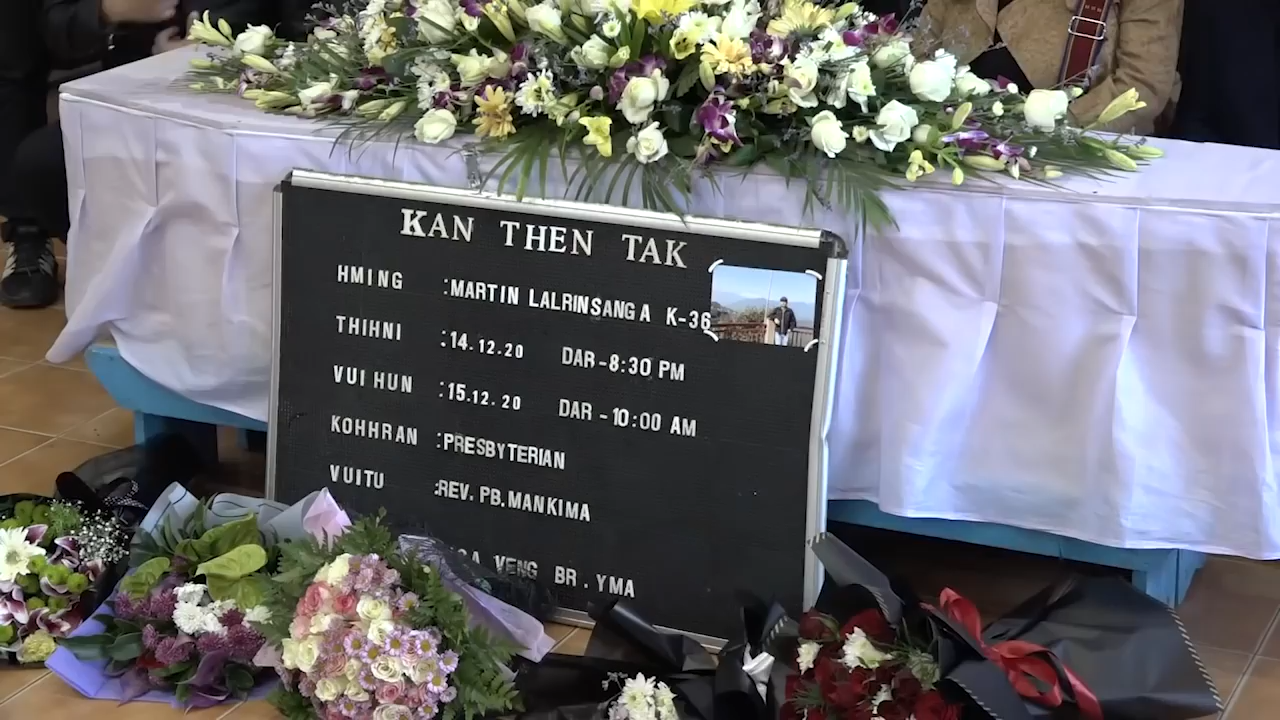 KAN THEN TAK
HMING :MARTIN LALRINSANGA K-36
THIHNI :14.12.20 DAR-8:30 PM
VUI HUN :15.12.20 DAR-10:00 AM
KOHHRAN :PRESBYTERIAN
VUITU :REV. PB.MANKIMA
VENG BR.YMA